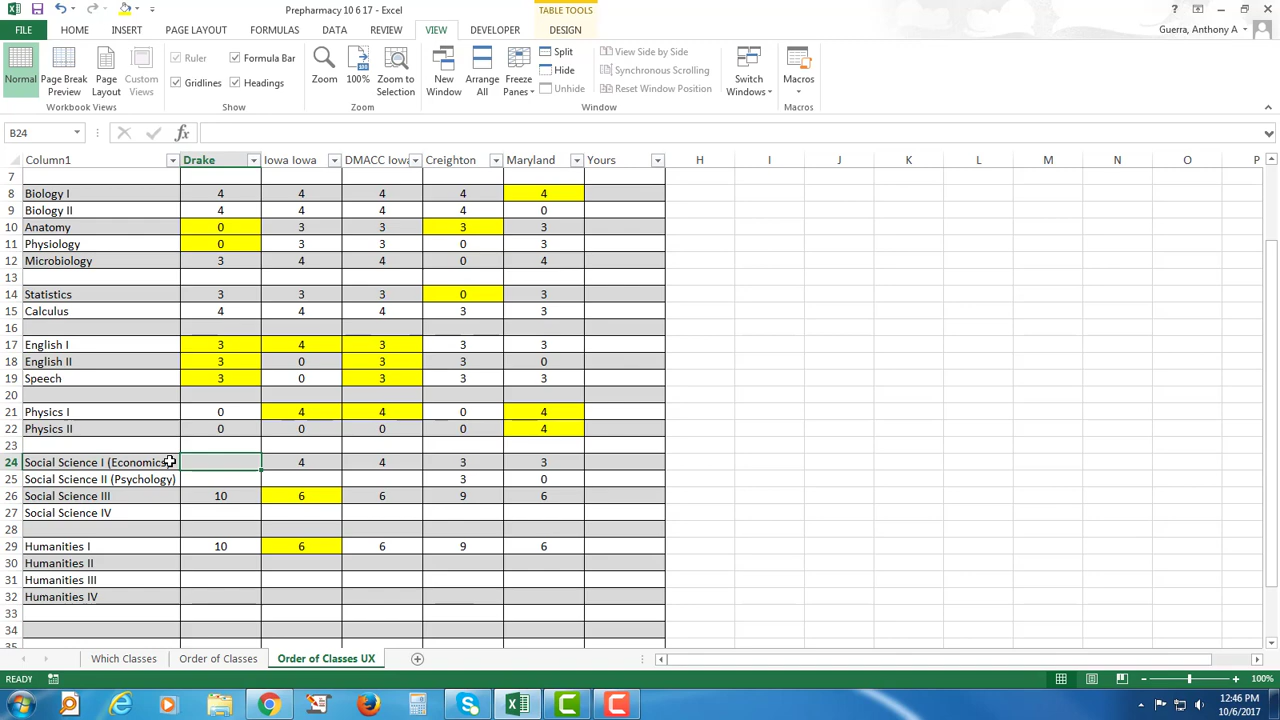 Prepharmacy 10 6 17 - Excel
TABLE TOOLS
FILE HOME INSERT PAGE LAYOUT FORMULAS DATA REVIEW VIEW DEVELOPER DESIGN Guerra, Anthony A
Normal
Page Break Preview
Page Layout
Custom Views
Workbook Views
Ruler
Formula Bar
Gridlines
Headings
Show
Zoom
100%
Zoom to Selection
Zoom
New Window
Arrange All
Freeze Panes
Split
Hide
Unhide
View Side by Side
Synchronous Scrolling
Reset Window Position
Window
Switch Windows
Macros
Macros
B24
Column1 Drake Iowa Iowa DMACC Iowa Creighton Maryland Yours H I J K L M N O P
7
8 Biology I 4 4 4 4 4
9 Biology II 4 4 4 4 0
10 Anatomy 0 3 3 3 3
11 Physiology 0 3 3 0 3
12 Microbiology 3 4 4 0 4
13
14 Statistics 3 3 3 0 3
15 Calculus 4 4 4 3 3
16
17 English I 3 4 3 3 3
18 English II 3 0 3 3 0
19 Speech 3 0 3 3 3
20
21 Physics I 0 4 4 0 4
22 Physics II 0 0 0 0 4
23
24 Social Science I (Economics 4 4 3 3
25 Social Science II (Psychology) 3 0
26 Social Science III 10 6 6 9 6
27 Social Science IV
28
29 Humanities I 10 6 6 9 6
30 Humanities II
31 Humanities III
32 Humanities IV
33
34
35
Which Classes Order of Classes Order of Classes UX
READY 100%
12:46 PM
10/6/2017